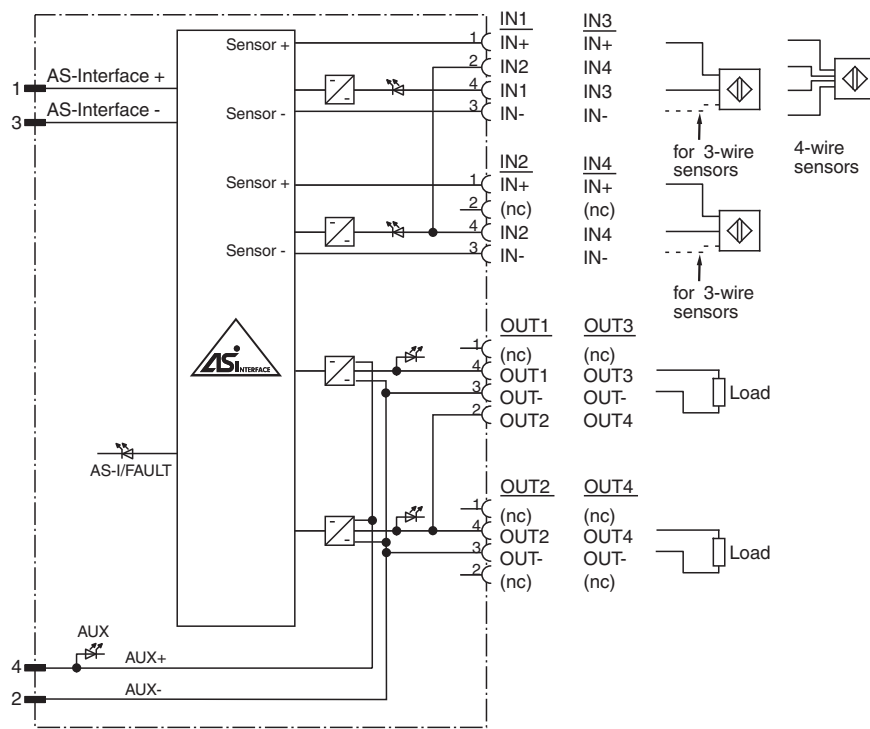 IN1 IN3
Sensor + 1 IN+ IN+
2 IN2 IN4
1 AS-Interface +
4 IN1 IN3
Sensor - 3 IN- IN-
3 AS-Interface -
for 3-wire
sensors
4-wire
sensors
IN2 IN4
Sensor + 1 IN+ IN+
2 (nc) (nc)
4 IN2 IN4
Sensor - 3 IN- IN-
for 3-wire
sensors
OUT1 OUT3
1 (nc) (nc)
ASi INTERFACE
4 OUT1 OUT3
3 OUT- OUT- Load
2 OUT2 OUT4
AS-I/FAULT
OUT2 OUT4
1 (nc) (nc)
4 OUT2 OUT4
3 OUT- OUT- Load
2 (nc) (nc)
AUX
4 AUX+
2 AUX-